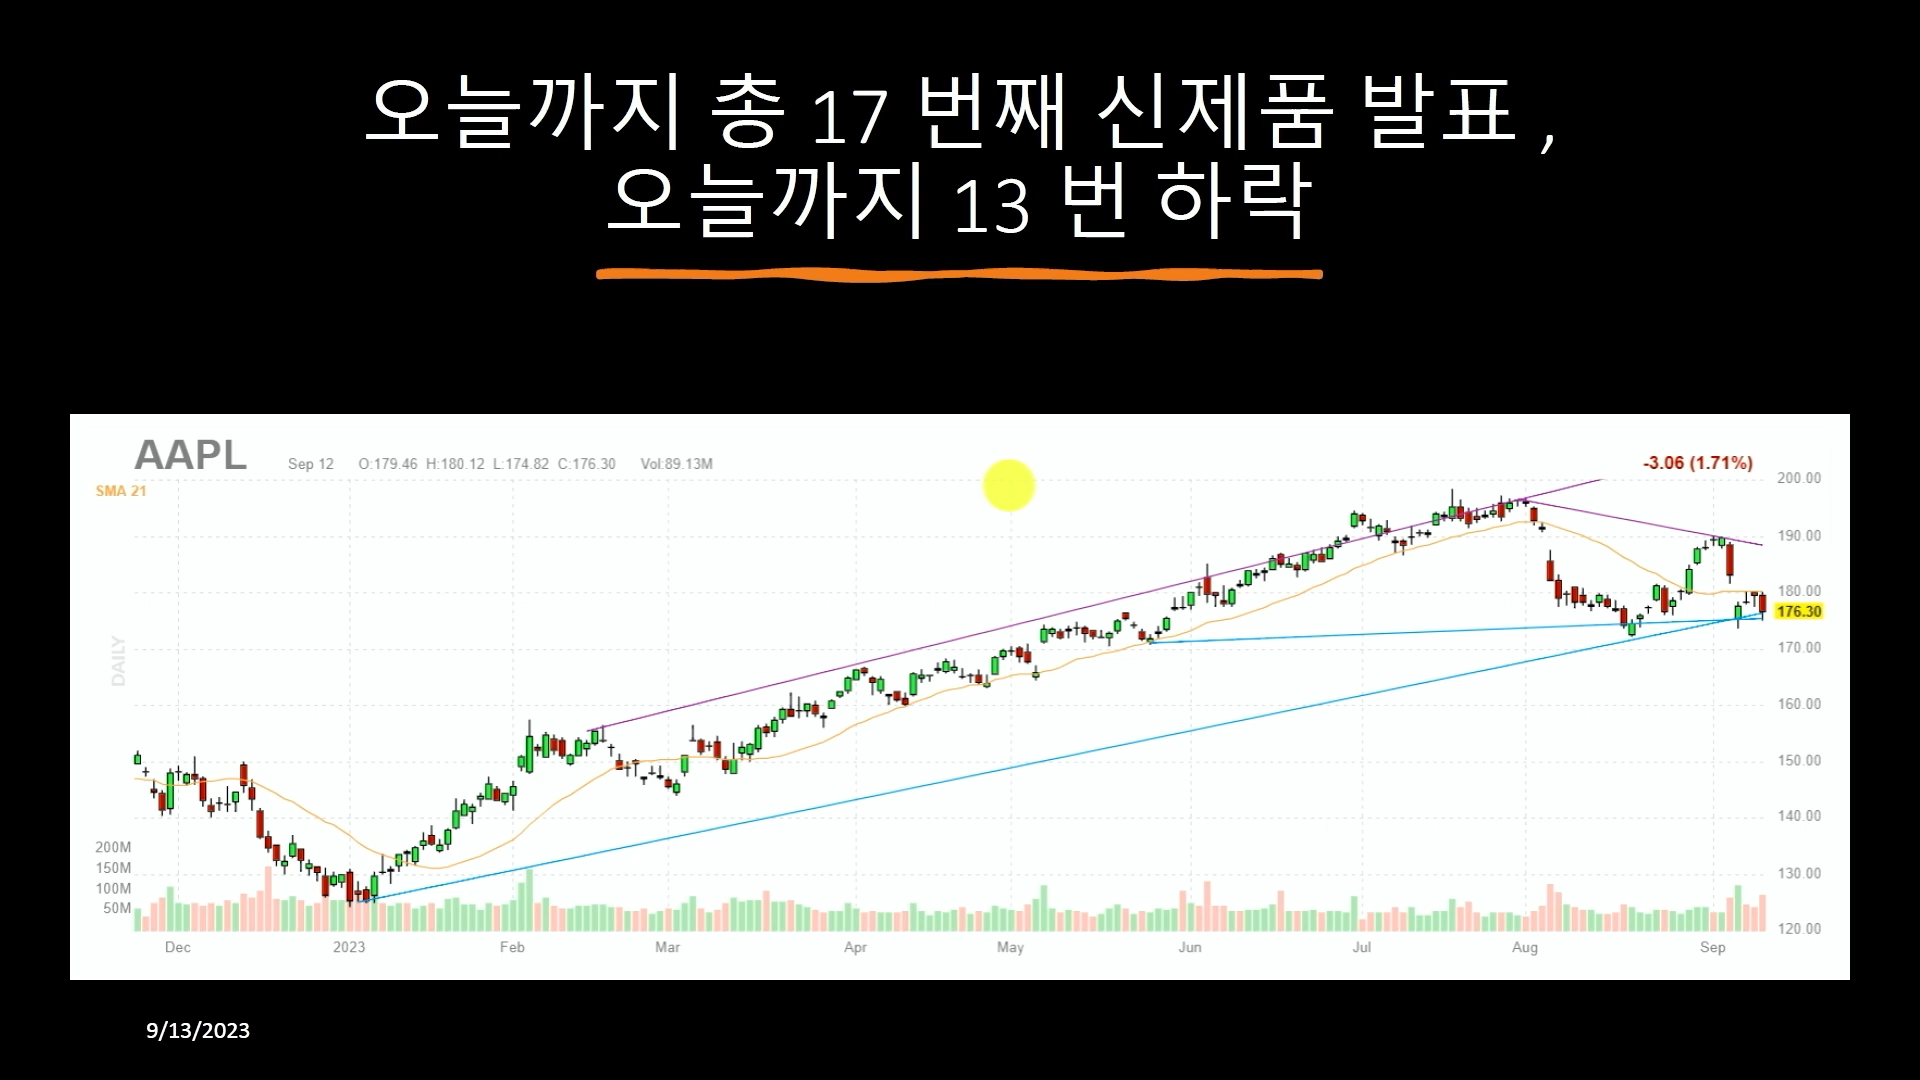 오늘까지 총 17 번째 신제품 발표 ,
오늘까지 13 번 하락
AAPL Sep 12 O:179.46 H:180.12 L:174.82 C:176.30 Vol:89.13M -3.06 (1.71%)
SMA 21
200.00
190.00
180.00
176.30
170.00
160.00
150.00
140.00
130.00
120.00
DAILY
200M
150M
100M
50M
Dec 2023 Feb Mar Apr May Jun Jul Aug Sep
9/13/2023